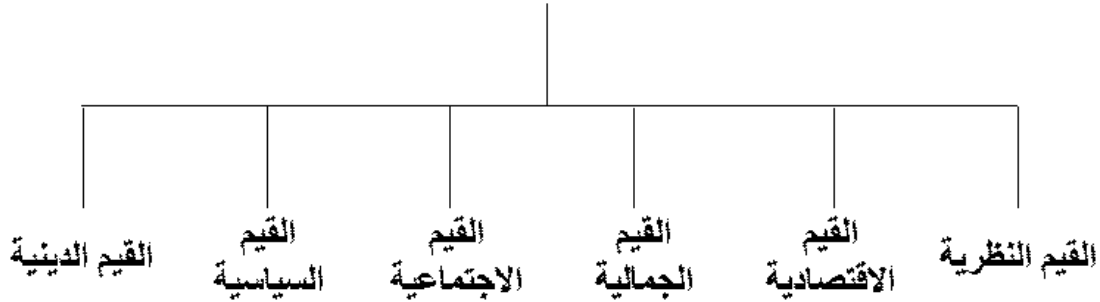 القيم النظرية
القيم
الاقتصادية
القيم
الجمالية
القيم
الاجتماعية
القيم
السياسية
القيم الدينية